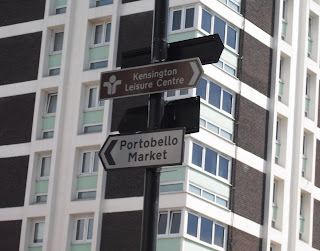 Kensington
Leisure Centre
Portobello
Market